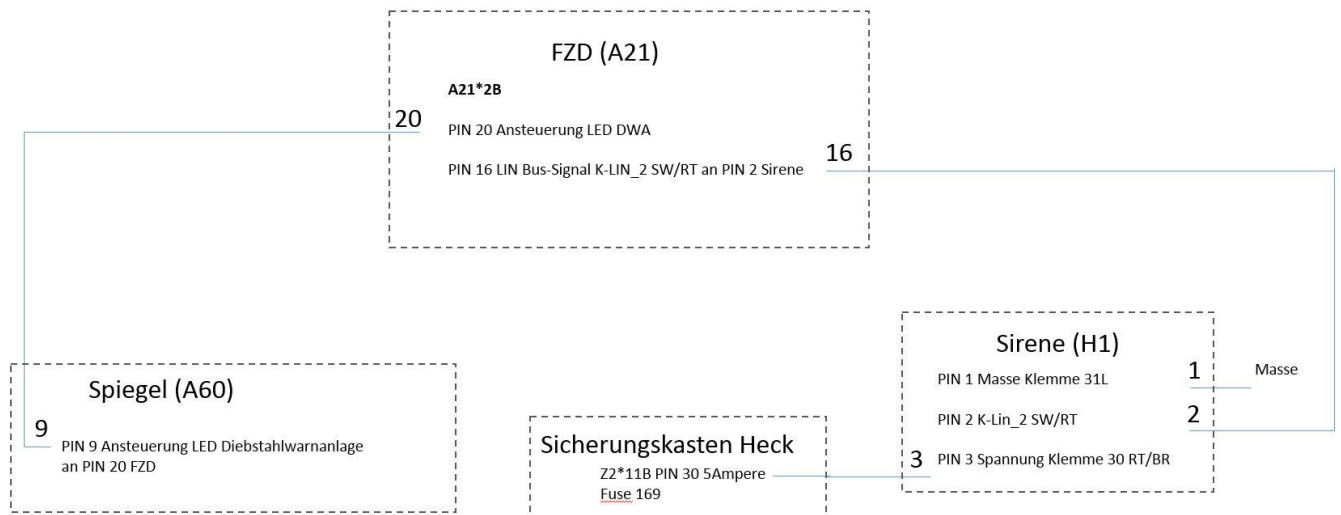 FZD (A21)
A21*2B
20
PIN 20 Ansteuerung LED DWA
16
PIN 16 LIN Bus-Signal K-LIN_2 SW/RT an PIN 2 Sirene
Spiegel (A60)
9
PIN 9 Ansteuerung LED Diebstahlwarnanlage
an PIN 20 FZD
Sicherungskasten Heck
Z2*11B PIN 30 5Ampere
Fuse 169
Sirene (H1)
PIN 1 Masse Klemme 31L
1
Masse
PIN 2 K-Lin_2 SW/RT
2
3
PIN 3 Spannung Klemme 30 RT/BR